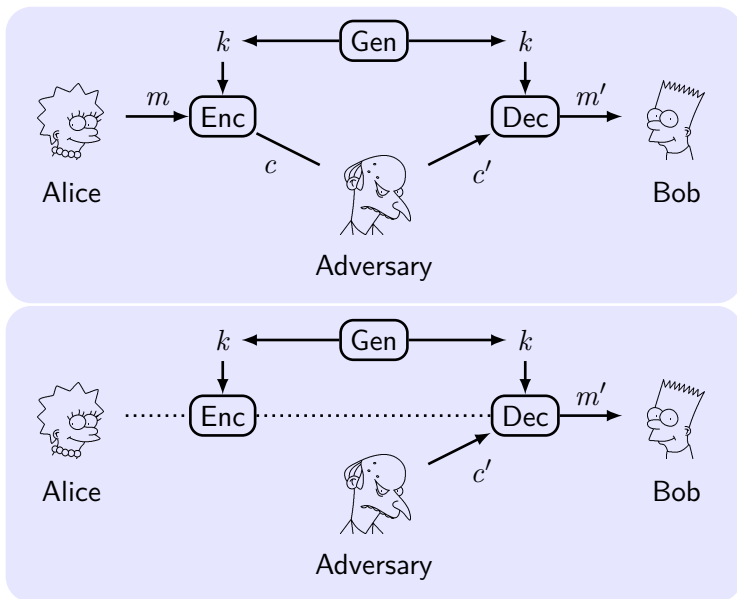 k Gen k
m Enc Dec m′
c c′
Alice Bob
Adversary
k Gen k
Enc Dec m′
c′
Alice Bob
Adversary